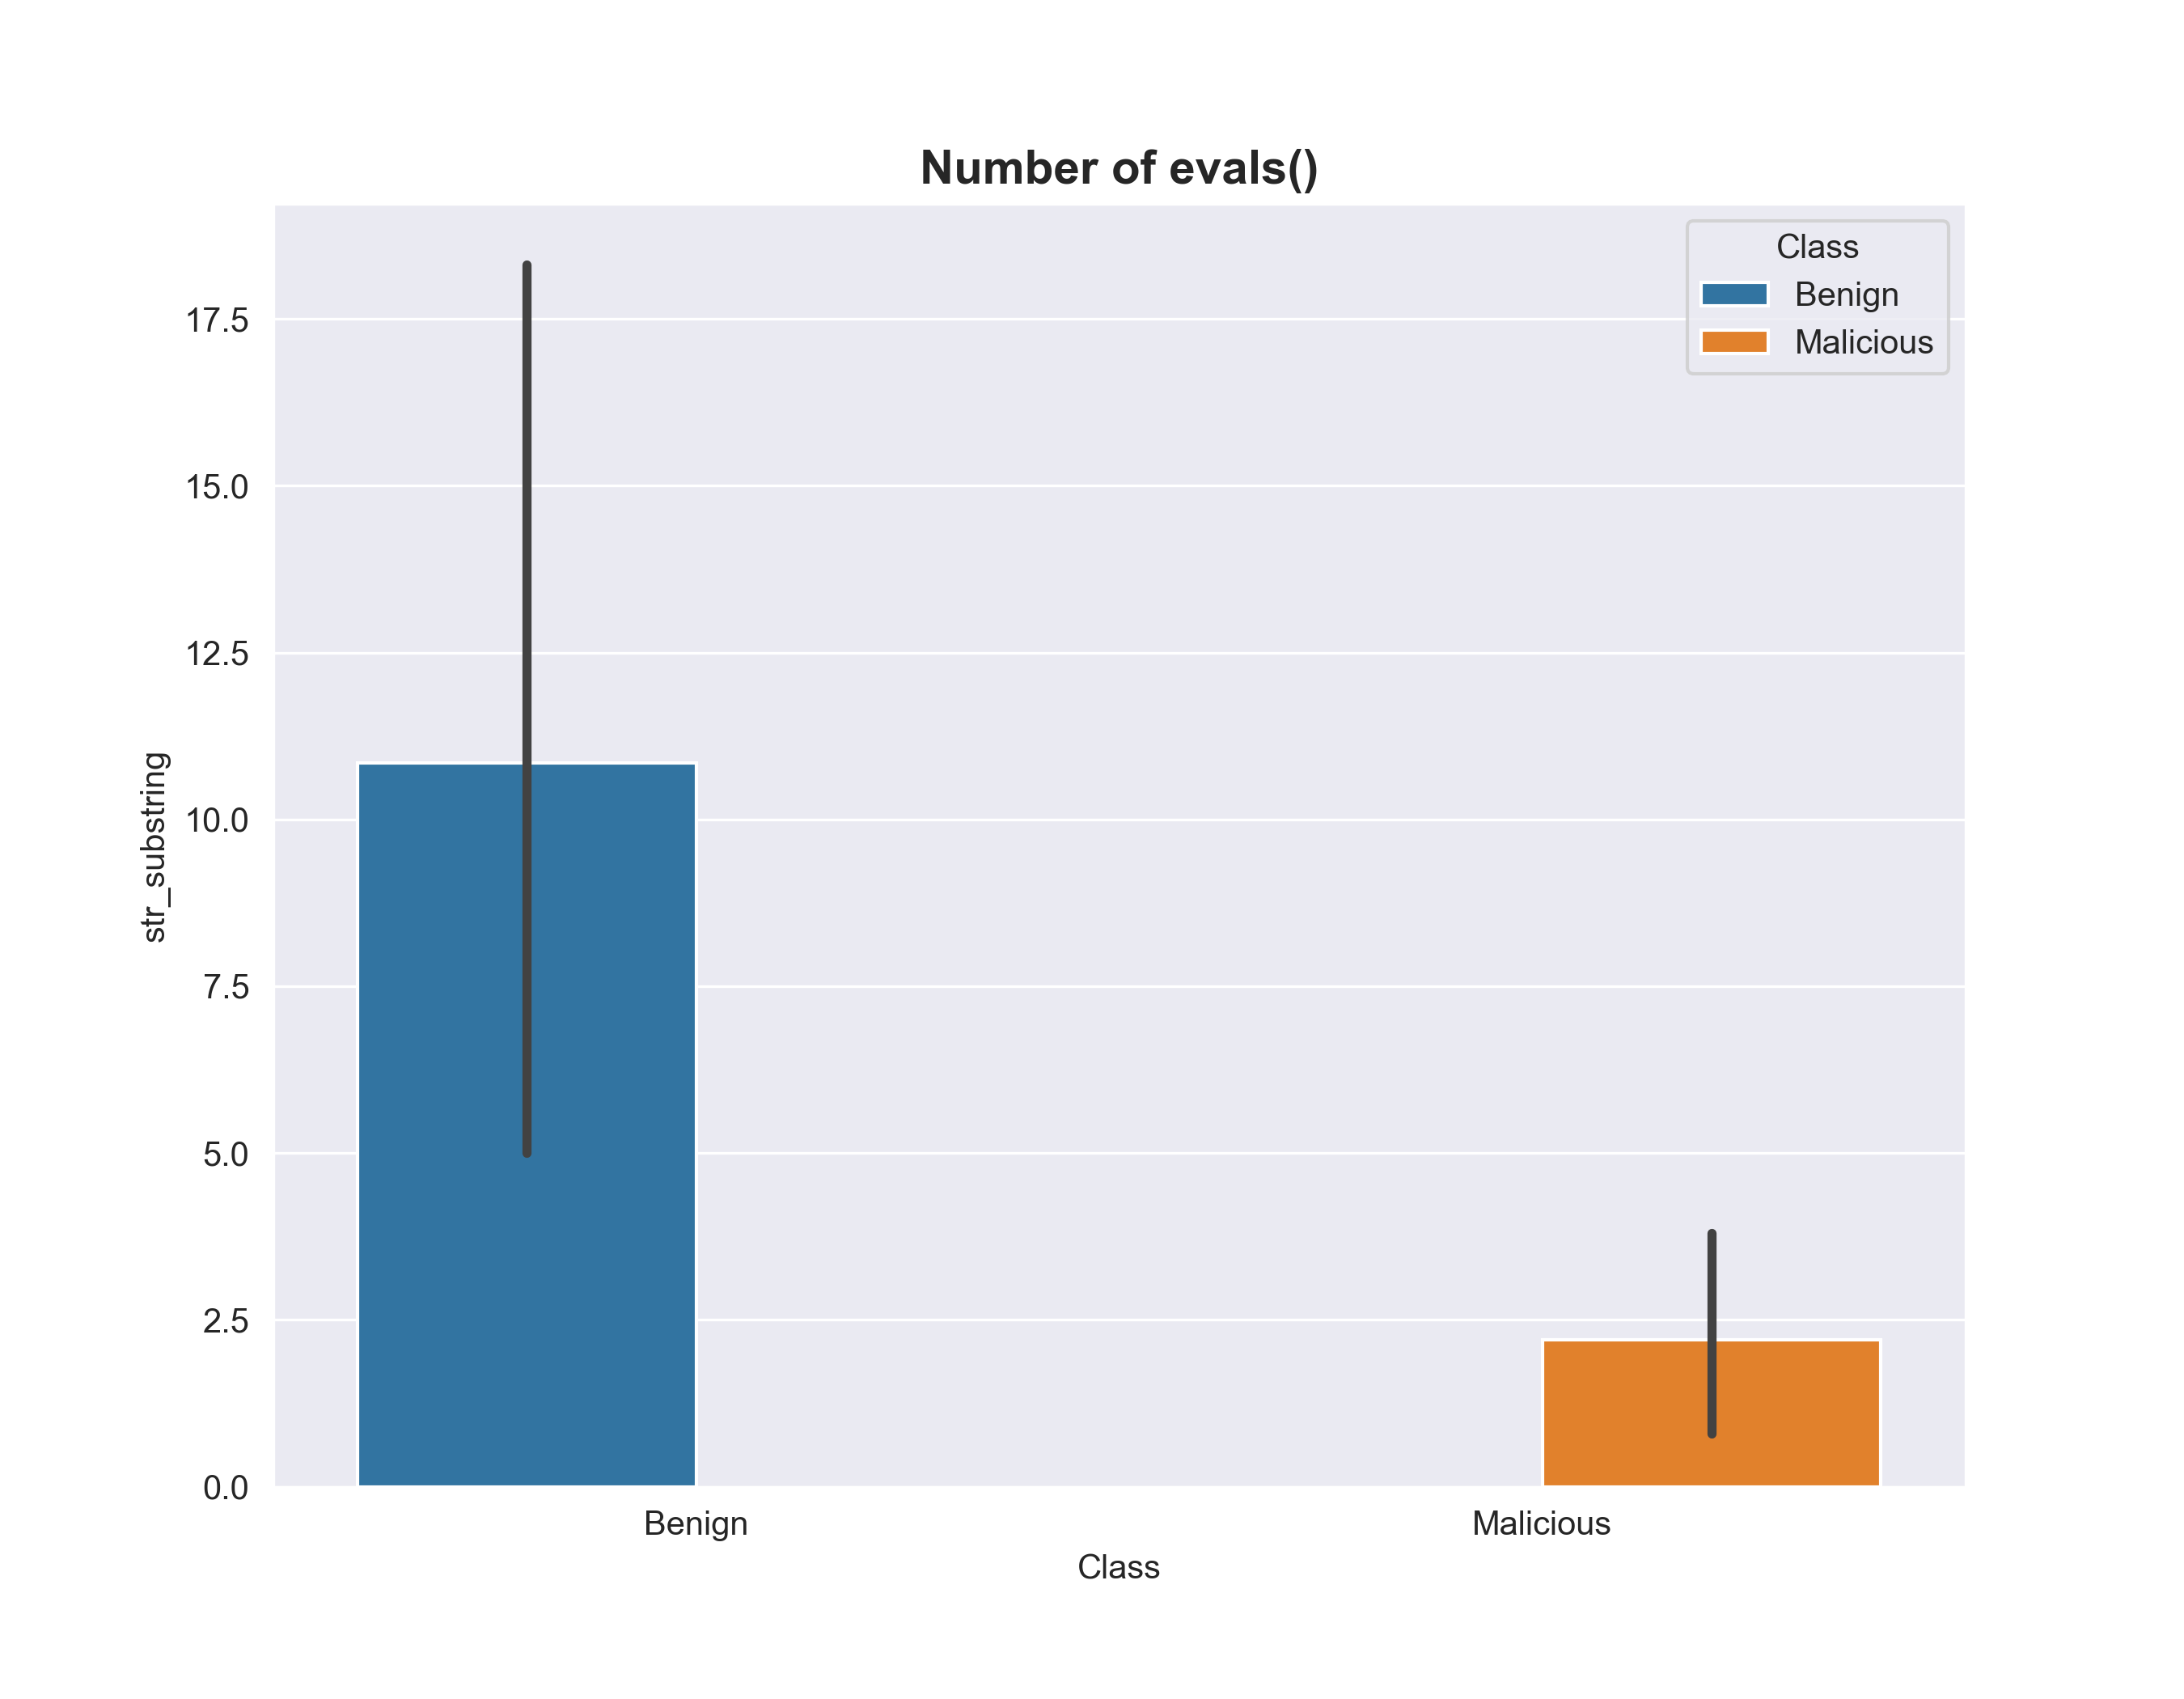 Number of evals()
Class
Benign
Malicious
17.5
15.0
12.5
10.0
7.5
5.0
2.5
0.0
str_substring
Benign
Malicious
Class